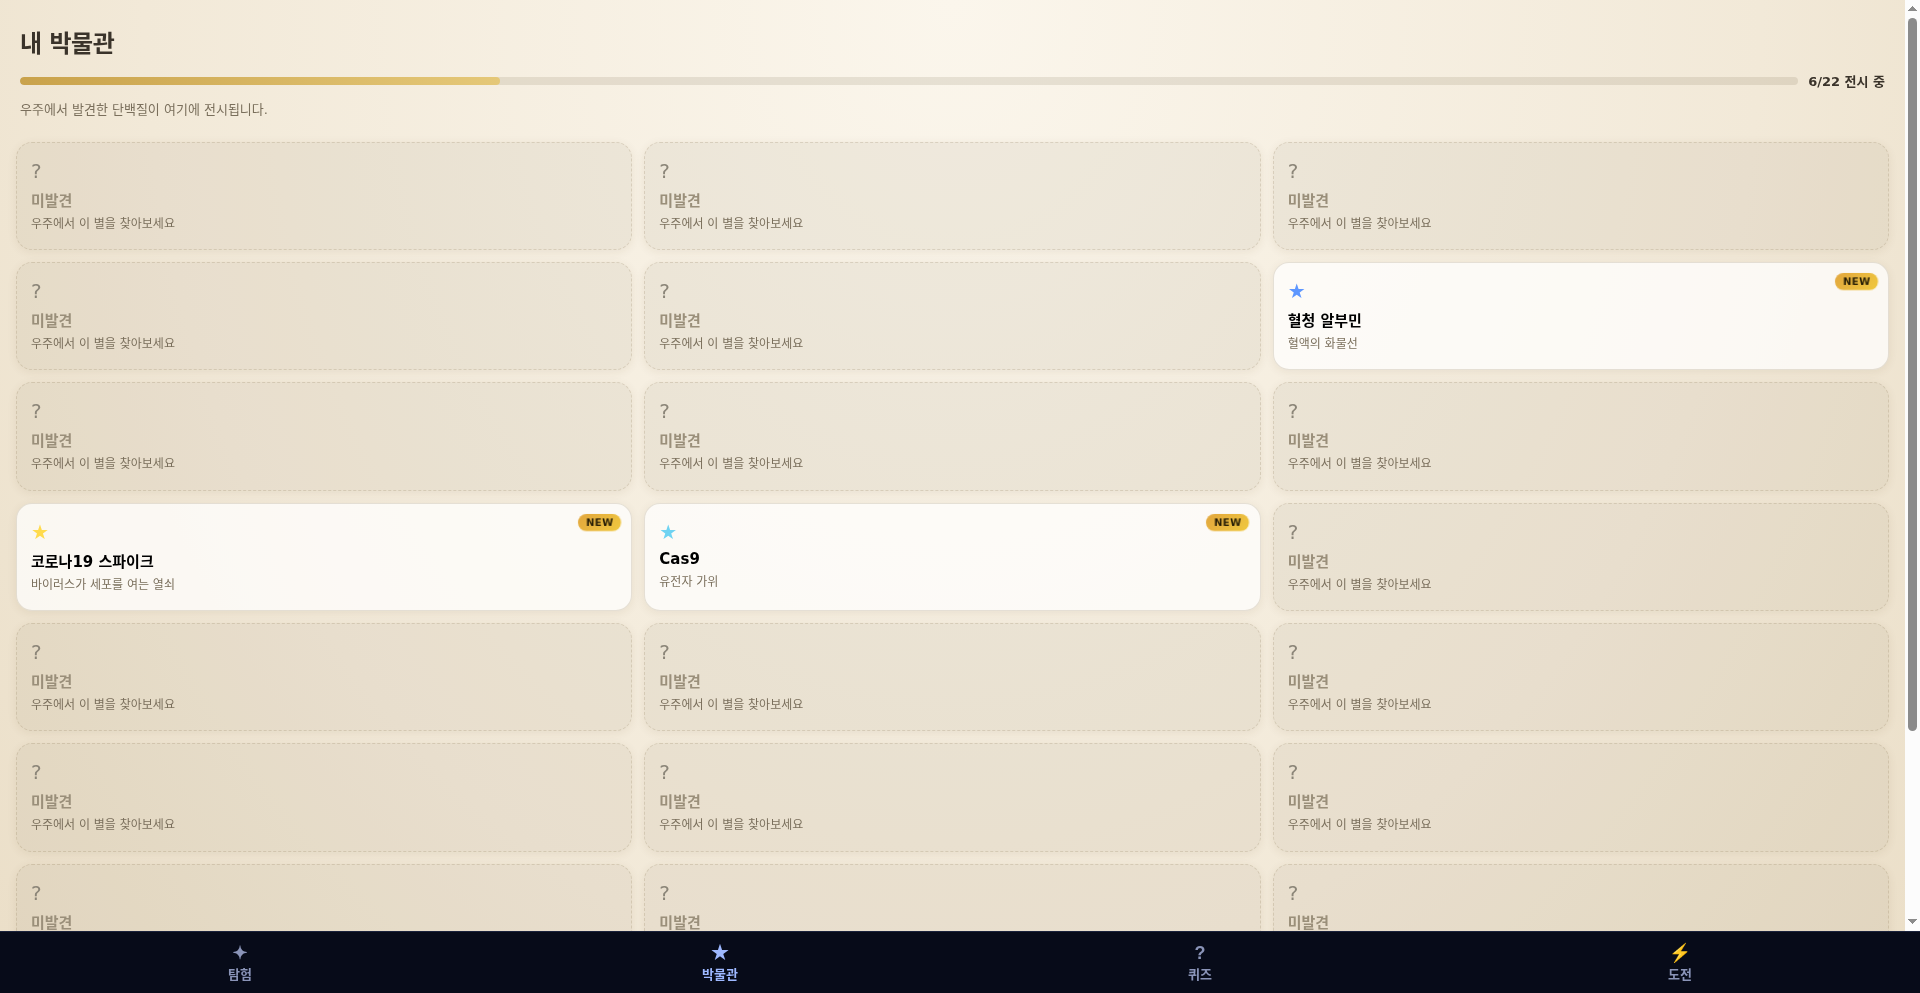 내 박물관
6/22 전시 중
우주에서 발견한 단백질이 여기에 전시됩니다.
?
미발견
우주에서 이 별을 찾아보세요
?
미발견
우주에서 이 별을 찾아보세요
?
미발견
우주에서 이 별을 찾아보세요
?
미발견
우주에서 이 별을 찾아보세요
?
미발견
우주에서 이 별을 찾아보세요
NEW
혈청 알부민
혈액의 화물선
?
미발견
우주에서 이 별을 찾아보세요
?
미발견
우주에서 이 별을 찾아보세요
?
미발견
우주에서 이 별을 찾아보세요
NEW
코로나19 스파이크
바이러스가 세포를 여는 열쇠
NEW
Cas9
유전자 가위
?
미발견
우주에서 이 별을 찾아보세요
?
미발견
우주에서 이 별을 찾아보세요
?
미발견
우주에서 이 별을 찾아보세요
?
미발견
우주에서 이 별을 찾아보세요
?
미발견
우주에서 이 별을 찾아보세요
?
미발견
우주에서 이 별을 찾아보세요
?
미발견
우주에서 이 별을 찾아보세요
?
미발견
?
미발견
?
미발견
탐험
박물관
?
퀴즈
도전